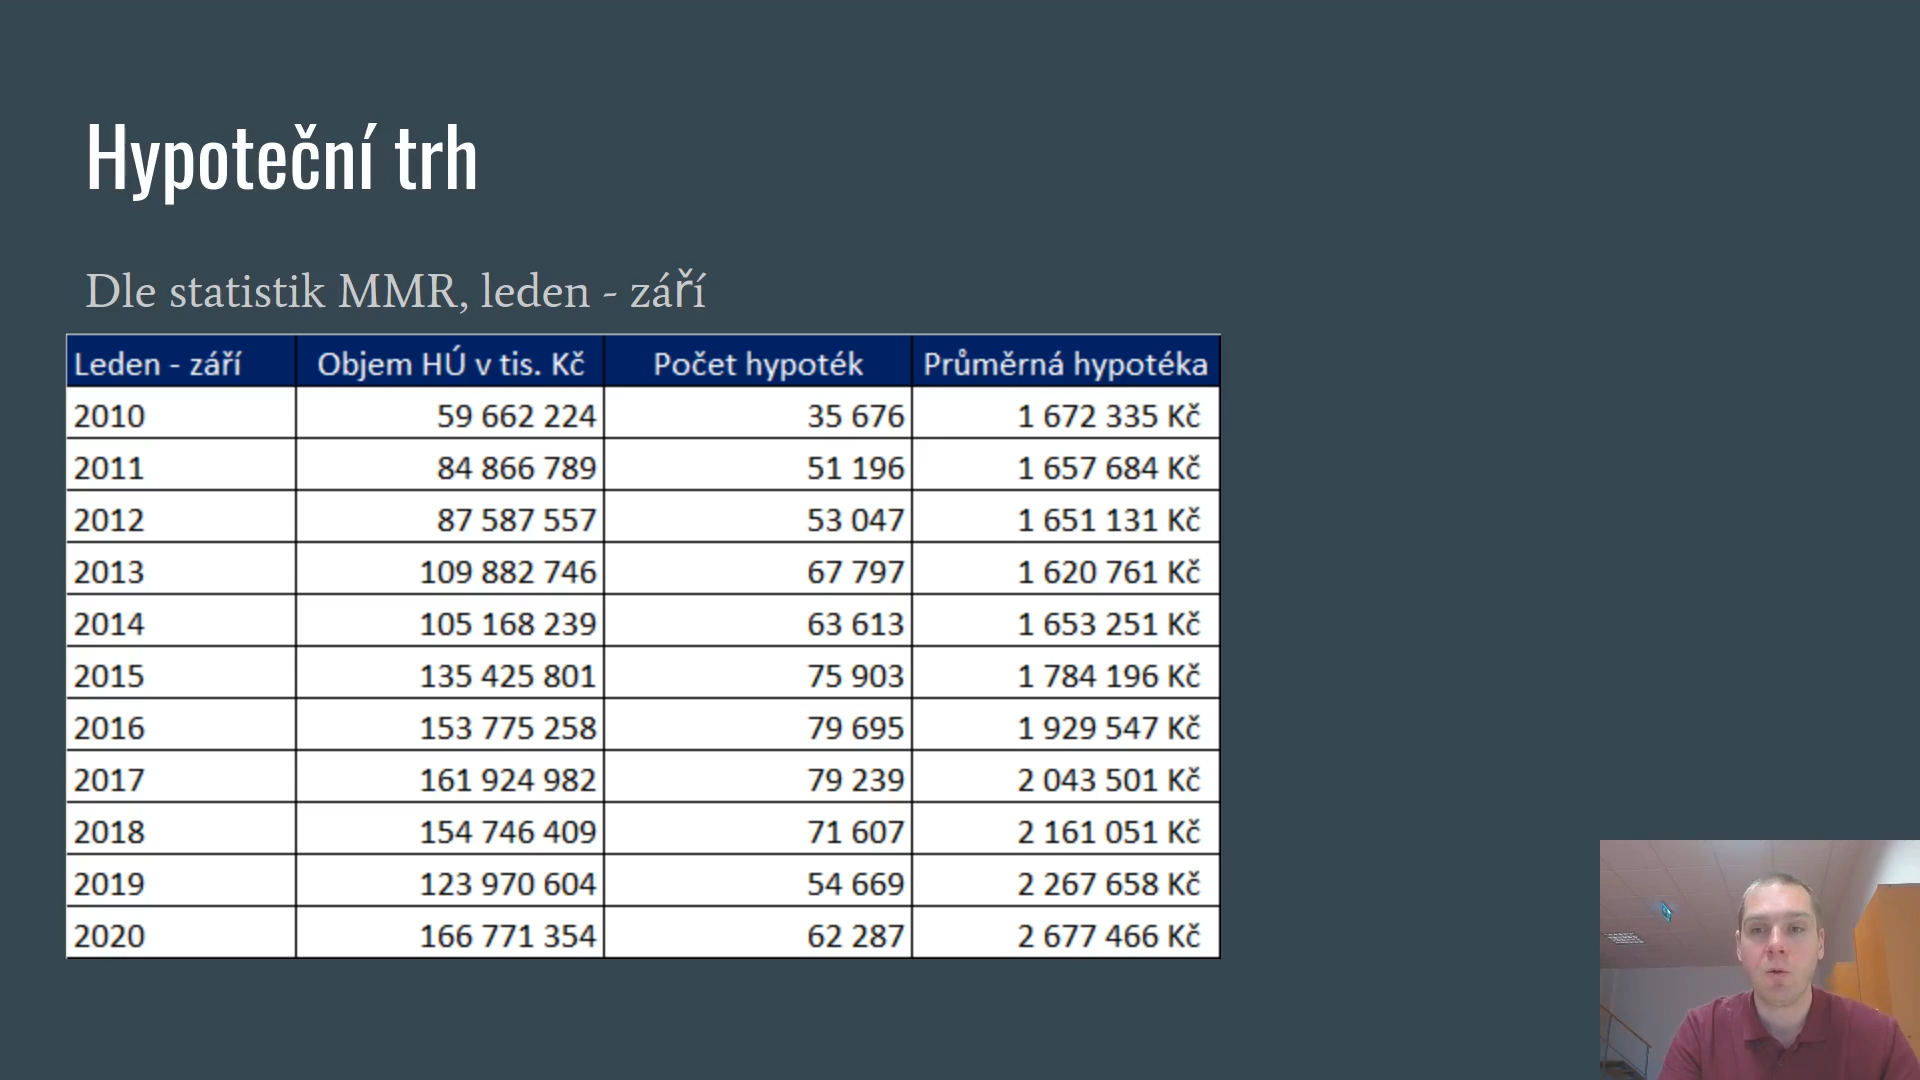 Hypoteční trh
Dle statistik MMR, leden - září
Leden - září Objem HÚ v tis. Kč Počet hypoték Průměrná hypotéka
2010 59 662 224 35 676 1 672 335 Kč
2011 84 866 789 51 196 1 657 684 Kč
2012 87 587 557 53 047 1 651 131 Kč
2013 109 882 746 67 797 1 620 761 Kč
2014 105 168 239 63 613 1 653 251 Kč
2015 135 425 801 75 903 1 784 196 Kč
2016 153 775 258 79 695 1 929 547 Kč
2017 161 924 982 79 239 2 043 501 Kč
2018 154 746 409 71 607 2 161 051 Kč
2019 123 970 604 54 669 2 267 658 Kč
2020 166 771 354 62 287 2 677 466 Kč